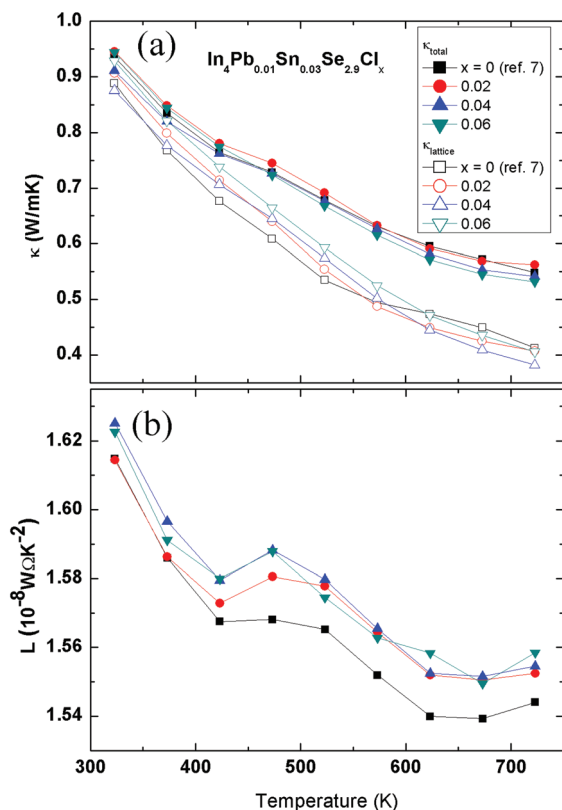 (a)
In₄Pb₀.₀₁Sn₀.₀₃Se₂.₉Clₓ
κtotal
x = 0 (ref. 7)
0.02
0.04
0.06
κlattice
x = 0 (ref. 7)
0.02
0.04
0.06
1.0
0.9
0.8
0.7
0.6
0.5
0.4
κ (W/mK)
(b)
1.62
1.60
1.58
1.56
1.54
L (10⁻⁸WΩK⁻²)
300 400 500 600 700
Temperature (K)